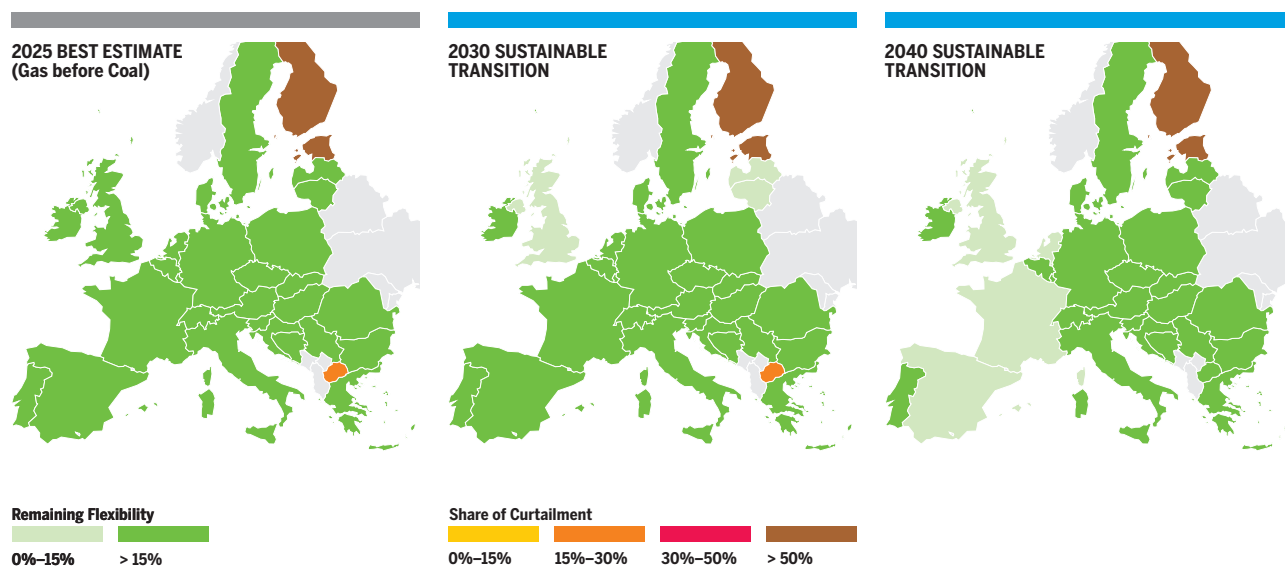 2025 BEST ESTIMATE
(Gas before Coal)
2030 SUSTAINABLE
TRANSITION
2040 SUSTAINABLE
TRANSITION
Remaining Flexibility
0%–15%
> 15%
Share of Curtailment
0%–15%
15%–30%
30%–50%
> 50%